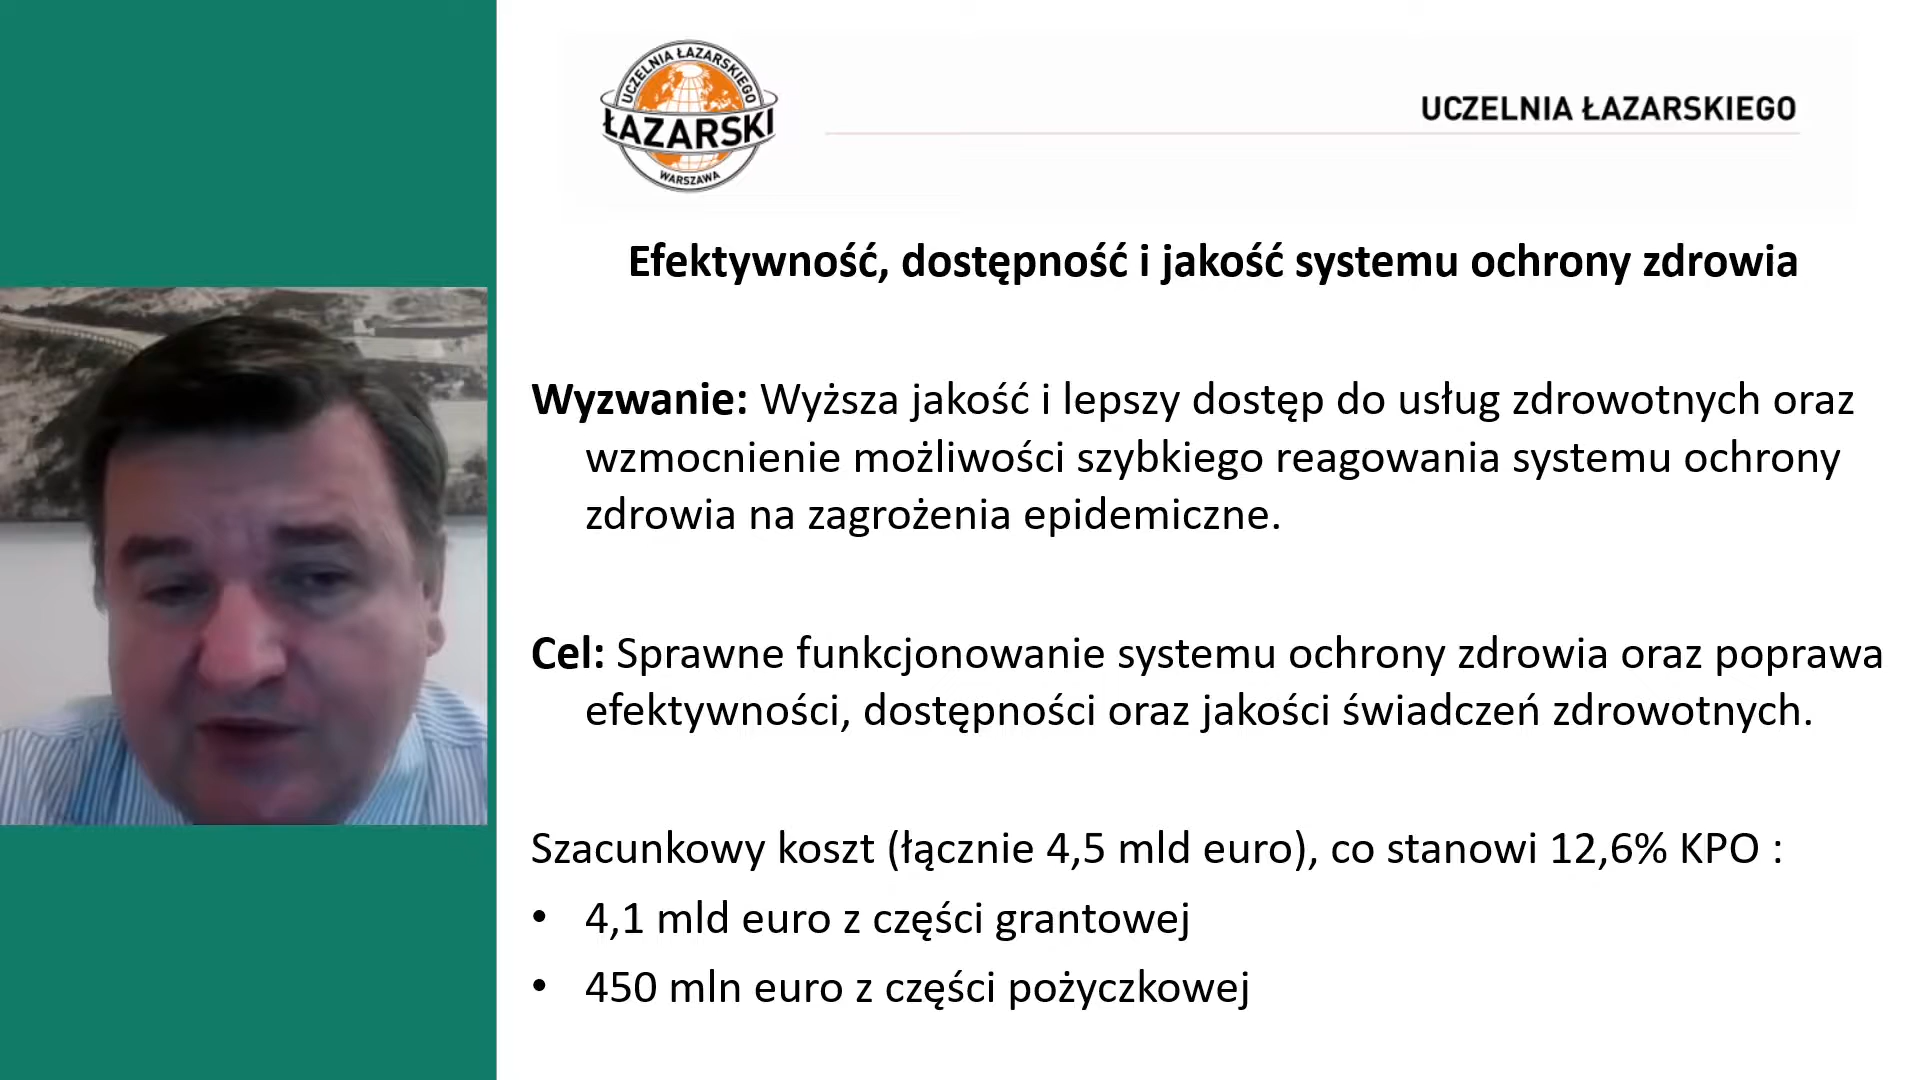 UCZELNIA ŁAZARSKIEGO
ŁAZARSKI
WARSZAWA
UCZELNIA ŁAZARSKIEGO
Efektywność, dostępność i jakość systemu ochrony zdrowia
Wyzwanie: Wyższa jakość i lepszy dostęp do usług zdrowotnych oraz
wzmocnienie możliwości szybkiego reagowania systemu ochrony
zdrowia na zagrożenia epidemiczne.
Cel: Sprawne funkcjonowanie systemu ochrony zdrowia oraz poprawa
efektywności, dostępności oraz jakości świadczeń zdrowotnych.
Szacunkowy koszt (łącznie 4,5 mld euro), co stanowi 12,6% KPO :
• 4,1 mld euro z części grantowej
• 450 mln euro z części pożyczkowej